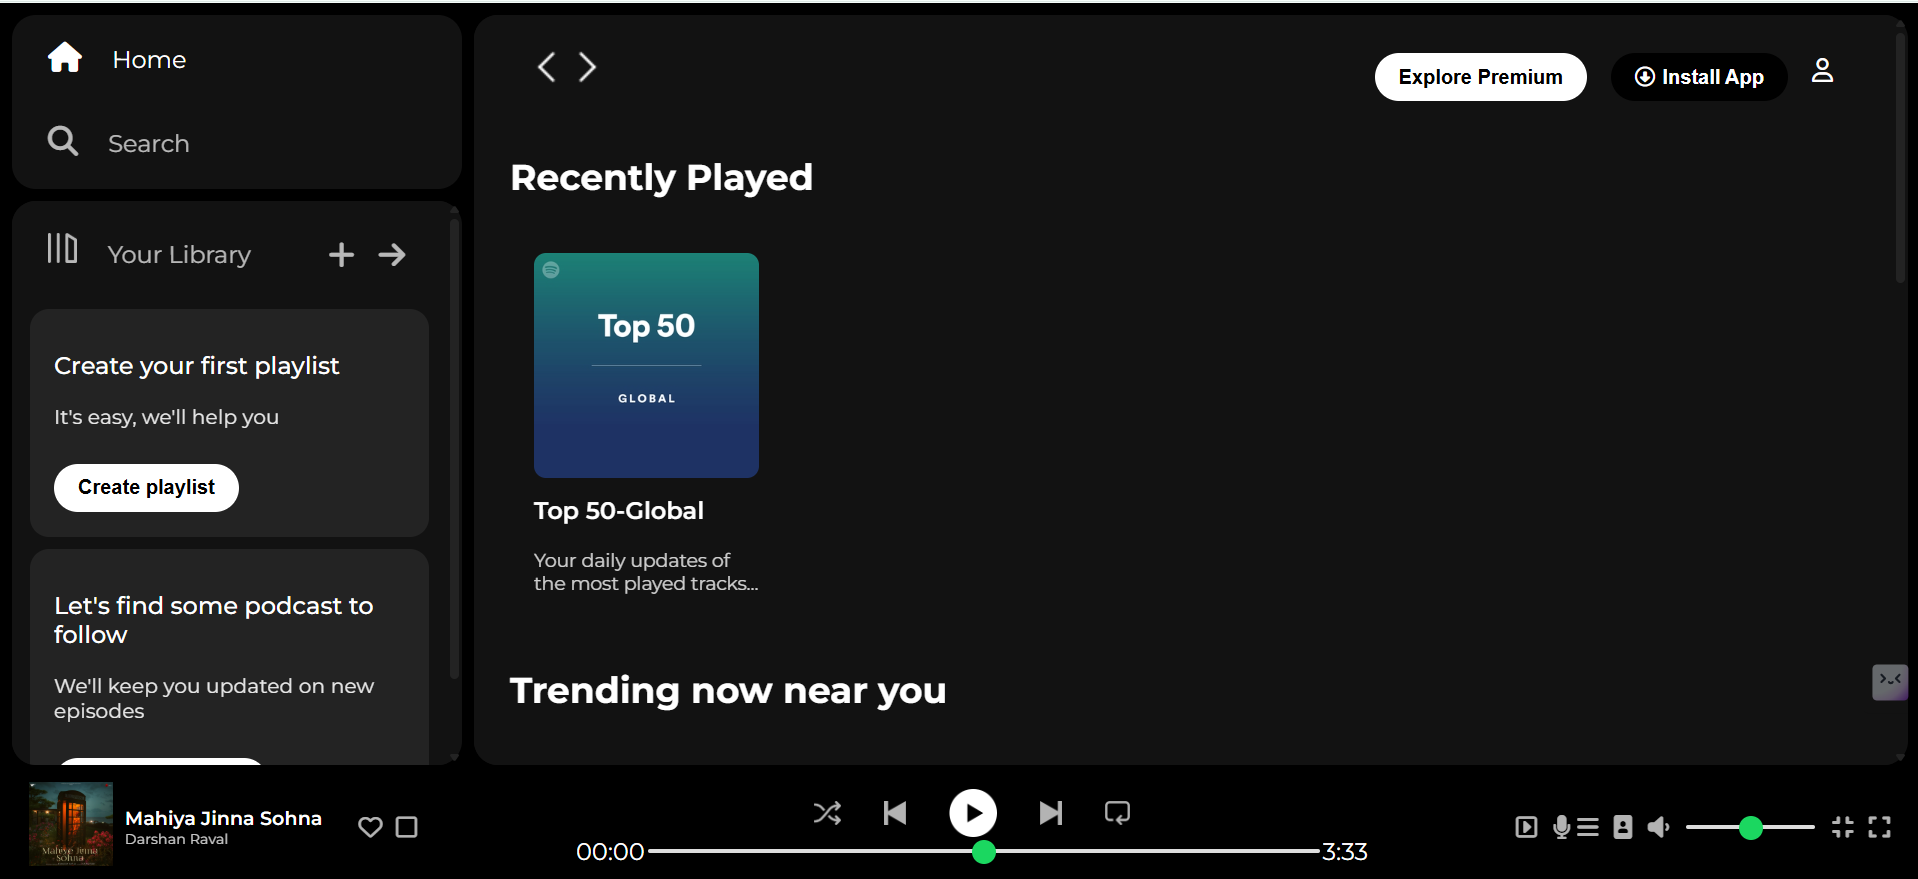 Home
Search
Your Library
Create your first playlist
It's easy, we'll help you
Create playlist
Let's find some podcast to
follow
We'll keep you updated on new
episodes
Explore Premium
Install App
Recently Played
Top 50
GLOBAL
Top 50-Global
Your daily updates of
the most played tracks...
Trending now near you
Mahiye Jinna
Sohna
Mahiya Jinna Sohna
Darshan Raval
00:00
3:33